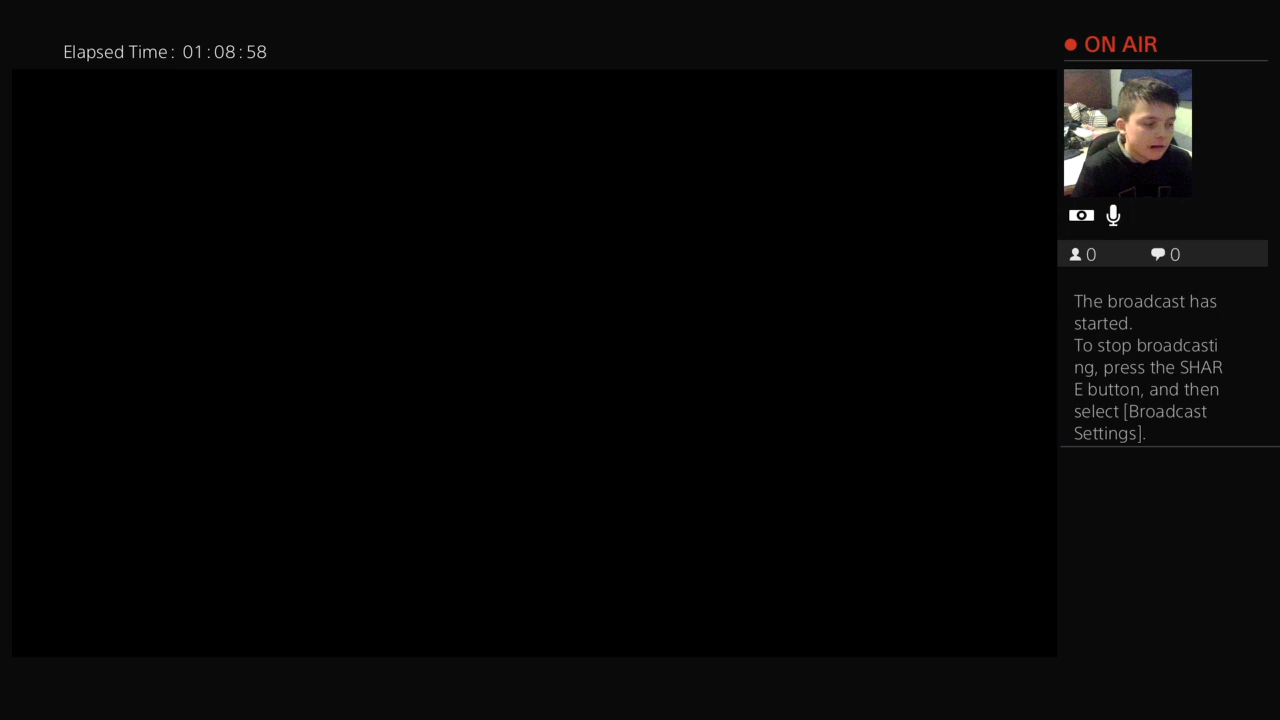 Elapsed Time: 01:08:58
ON AIR
0 0
The broadcast has
started.
To stop broadcasti
ng, press the SHAR
E button, and then
select [Broadcast
Settings].